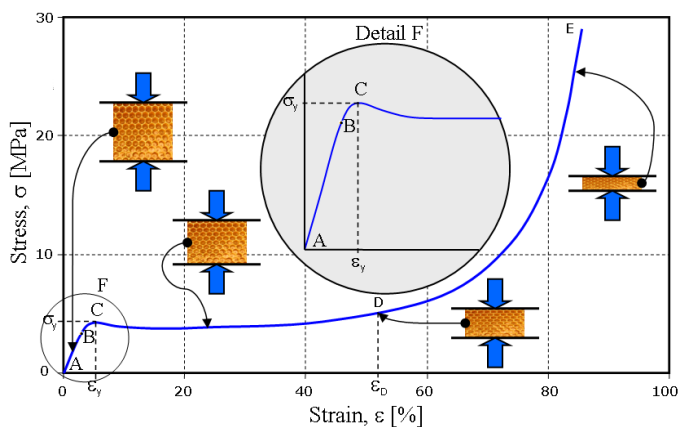 30
Detail F
E
C
σy
B
20
A
εy
Stress, σ [MPa]
10
F
C
D
σy
B
A
0
0
εy
20
40
εD
60
80
100
Strain, ε [%]